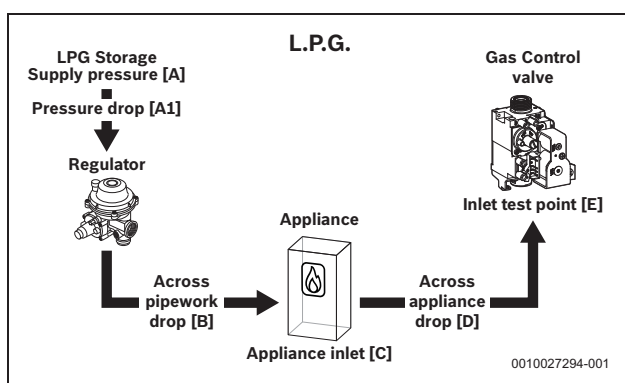 L.P.G.
LPG Storage
Supply pressure [A]
Pressure drop [A1]
Regulator
Across
pipework
drop [B]
Appliance
Appliance inlet [C]
Across
appliance
drop [D]
Gas Control
valve
Inlet test point [E]
0010027294-001